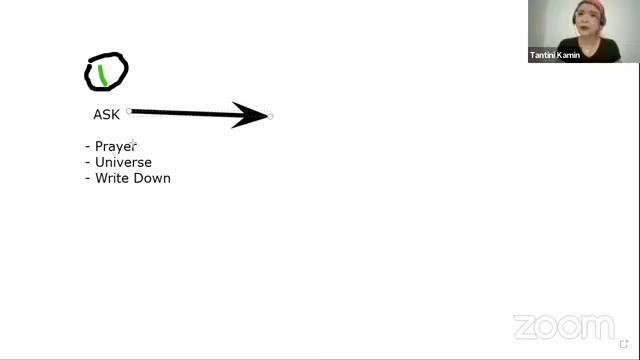 Tantini Kamin
1
ASK
- Prayer
- Universe
- Write Down
zoom